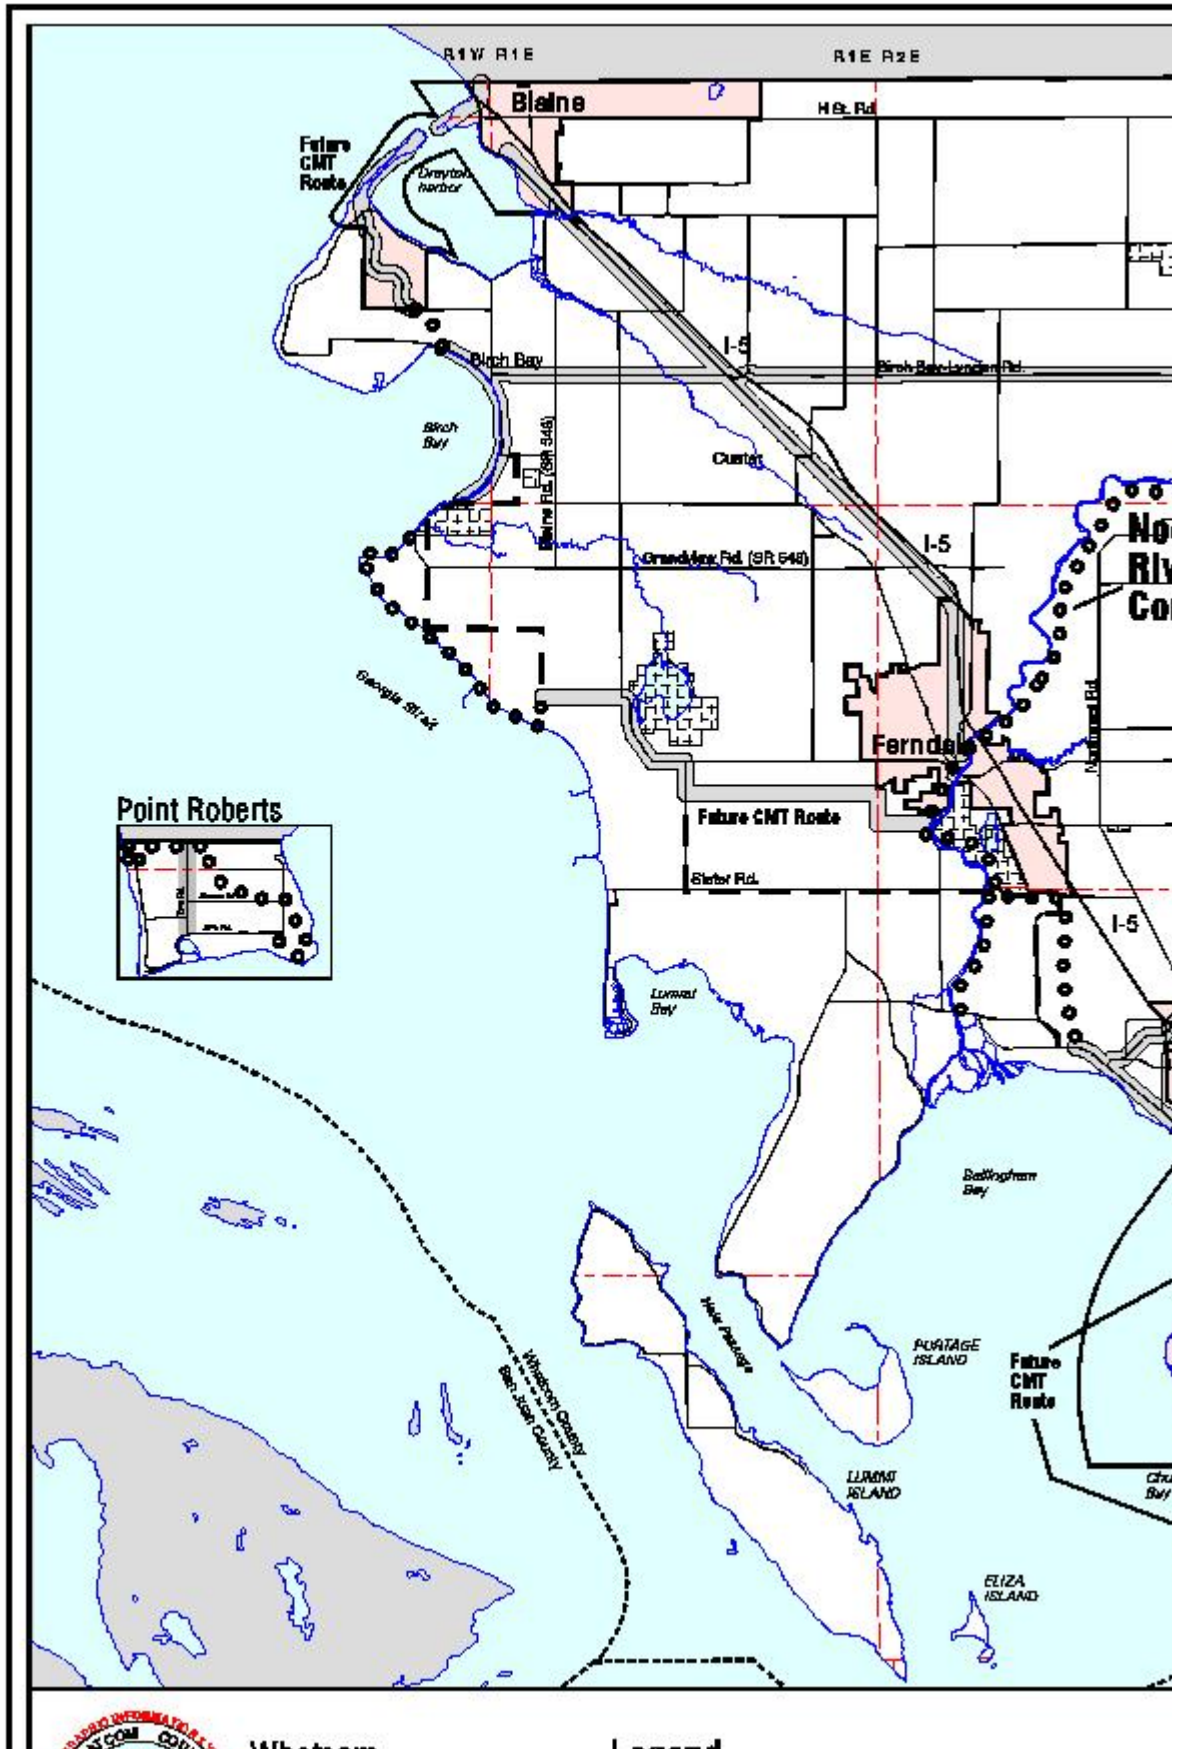 R1W R1E
R1E R2E
Blaine
H St. Rd.
Future
CMT
Route
Drayton
harbor
I-5
Birch Bay
Birch Bay-Lynden Rd.
Birch
Bay
Blaine Rd. (SR 548)
Custer
I-5
Grandview Rd. (SR 548)
Georgia Strait
Northwest Rd.
Ferndale
Point Roberts
Future CMT Route
Slater Rd.
I-5
Lummi
Bay
Bellingham
Bay
Hale Passage
PORTAGE
ISLAND
Whatcom County
San Juan County
Future
CMT
Route
LUMMI
ISLAND
Bay
ELIZA
ISLAND